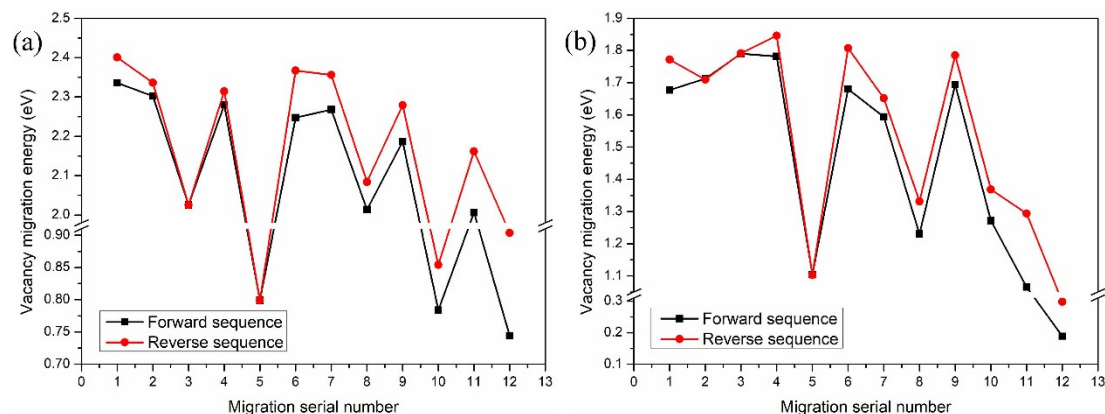 (a)
Vacancy migration energy (eV)
2.5
2.4
2.3
2.2
2.1
2.0
0.90
0.85
0.80
0.75
0.70
Forward sequence
Reverse sequence
0 1 2 3 4 5 6 7 8 9 10 11 12 13
Migration serial number
(b)
Vacancy migration energy (eV)
1.9
1.8
1.7
1.6
1.5
1.4
1.3
1.2
1.1
0.3
0.2
0.1
Forward sequence
Reverse sequence
0 1 2 3 4 5 6 7 8 9 10 11 12 13
Migration serial number